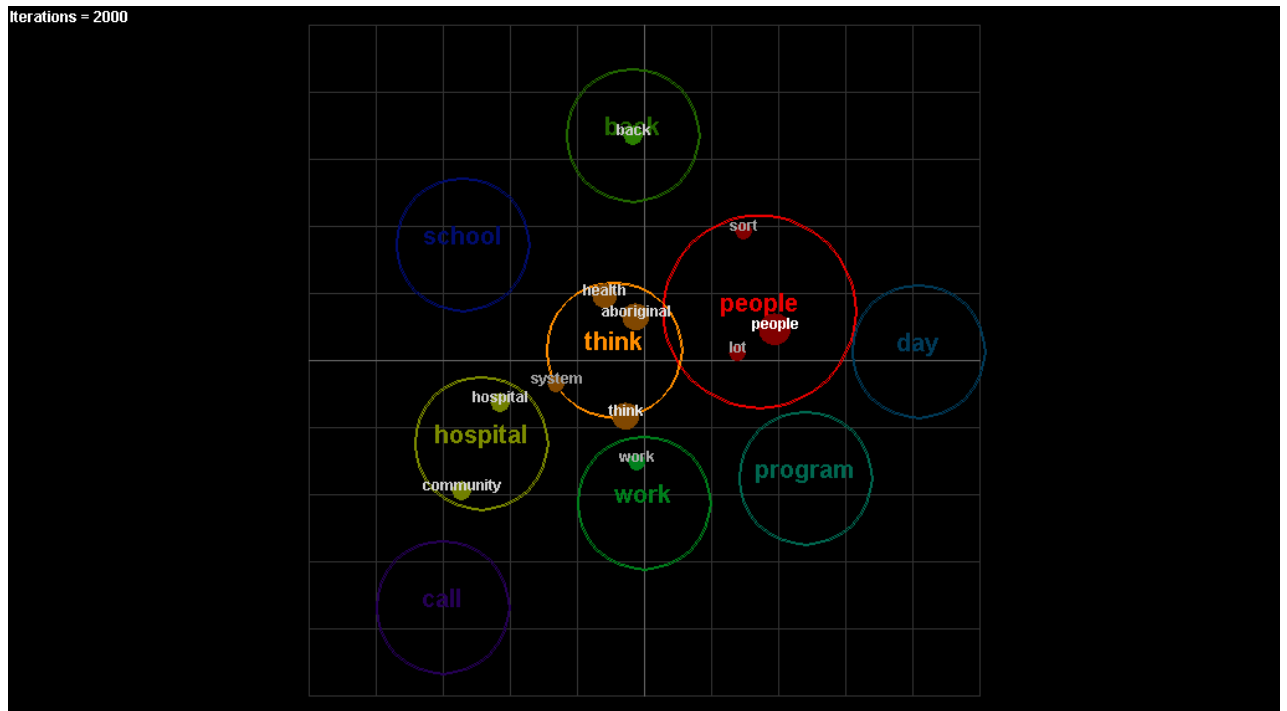 Iterations = 2000
back
back
school
sort
health
people
aboriginal
people
think
lot
day
system
hospital
think
hospital
work
program
community
work
call